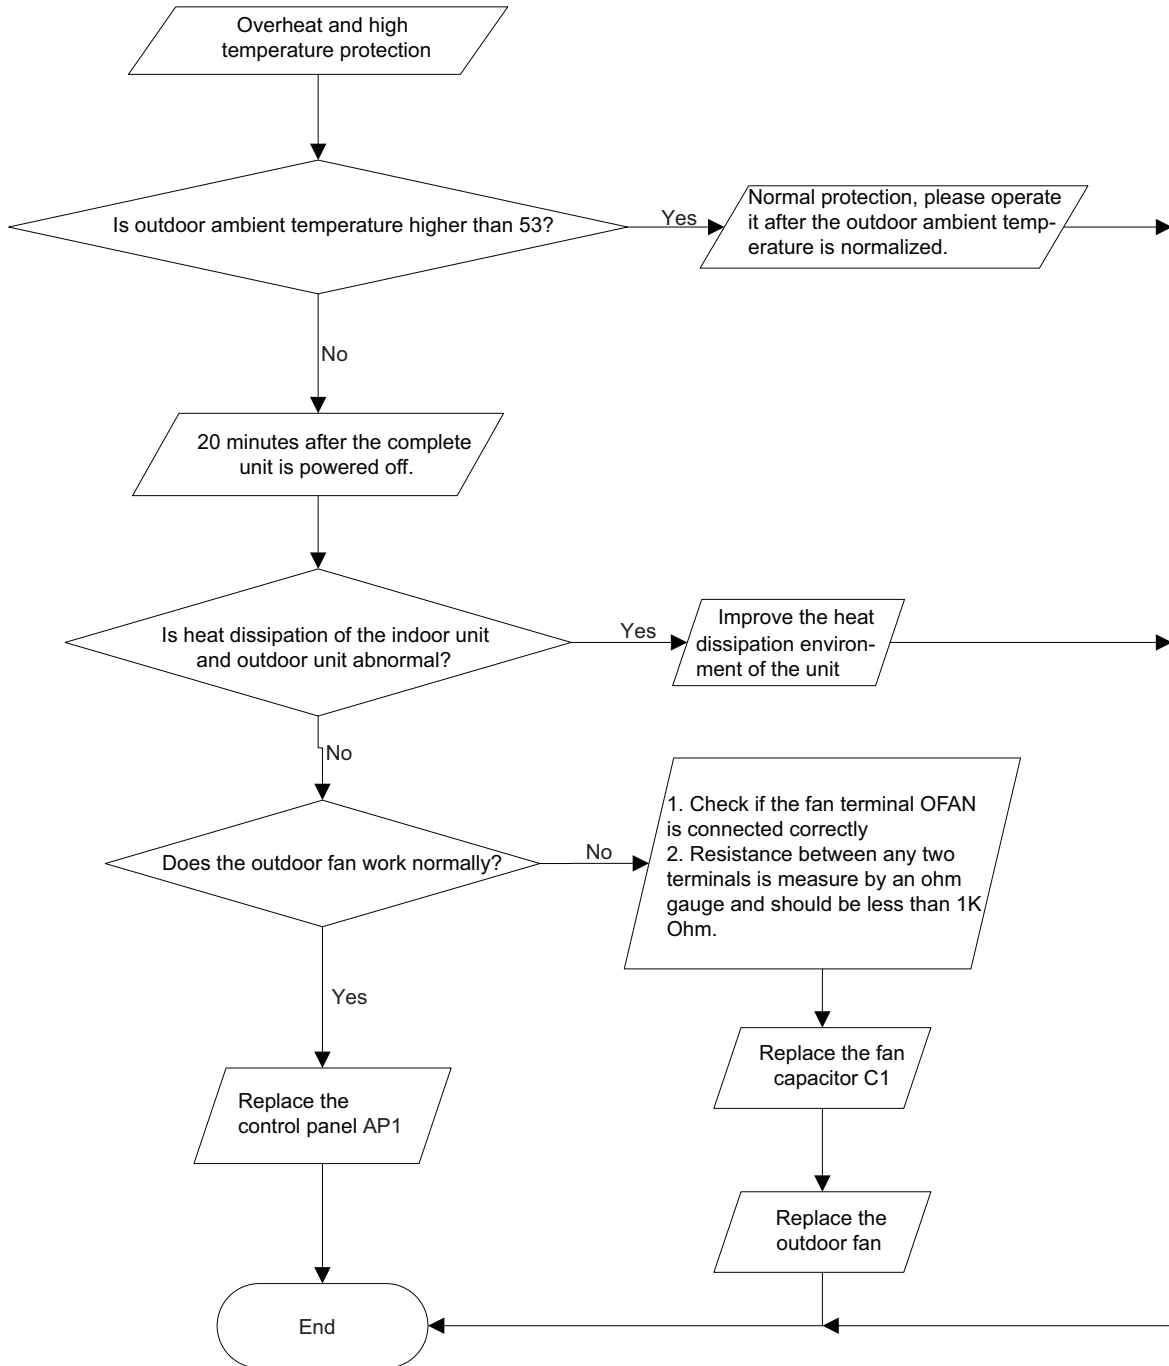 Overheat and high
temperature protection
Is outdoor ambient temperature higher than 53?
Yes
Normal protection, please operate
it after the outdoor ambient temp-
erature is normalized.
No
20 minutes after the complete
unit is powered off.
Is heat dissipation of the indoor unit
and outdoor unit abnormal?
Yes
Improve the heat
dissipation environ-
ment of the unit
No
Does the outdoor fan work normally?
No
1. Check if the fan terminal OFAN
is connected correctly
2. Resistance between any two
terminals is measure by an ohm
gauge and should be less than 1K
Ohm.
Yes
Replace the fan
capacitor C1
Replace the
control panel AP1
Replace the
outdoor fan
End